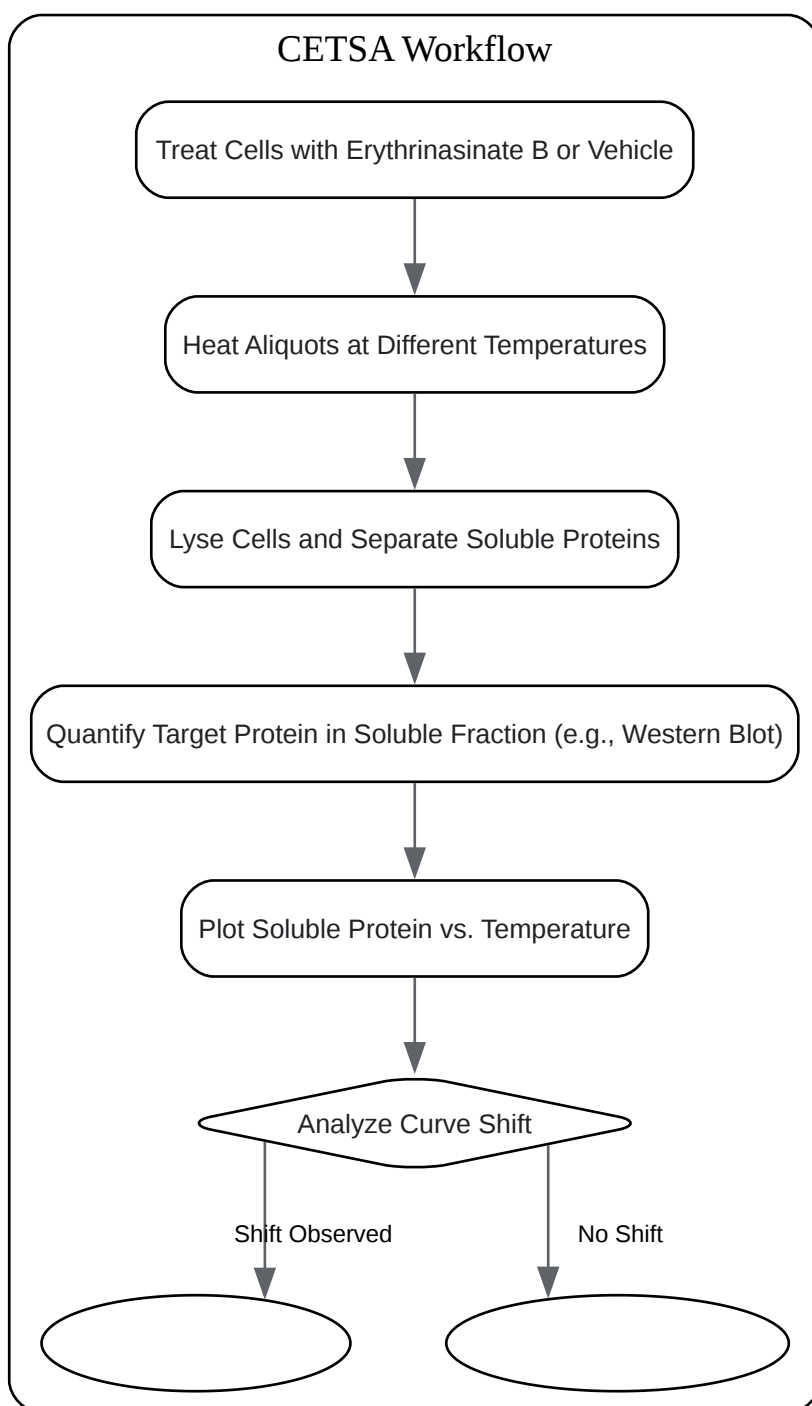 CETSA Workflow
Treat Cells with Erythrinasinate B or Vehicle
Heat Aliquots at Different Temperatures
Lyse Cells and Separate Soluble Proteins
Quantify Target Protein in Soluble Fraction (e.g., Western Blot)
Plot Soluble Protein vs. Temperature
Analyze Curve Shift
Shift Observed
No Shift